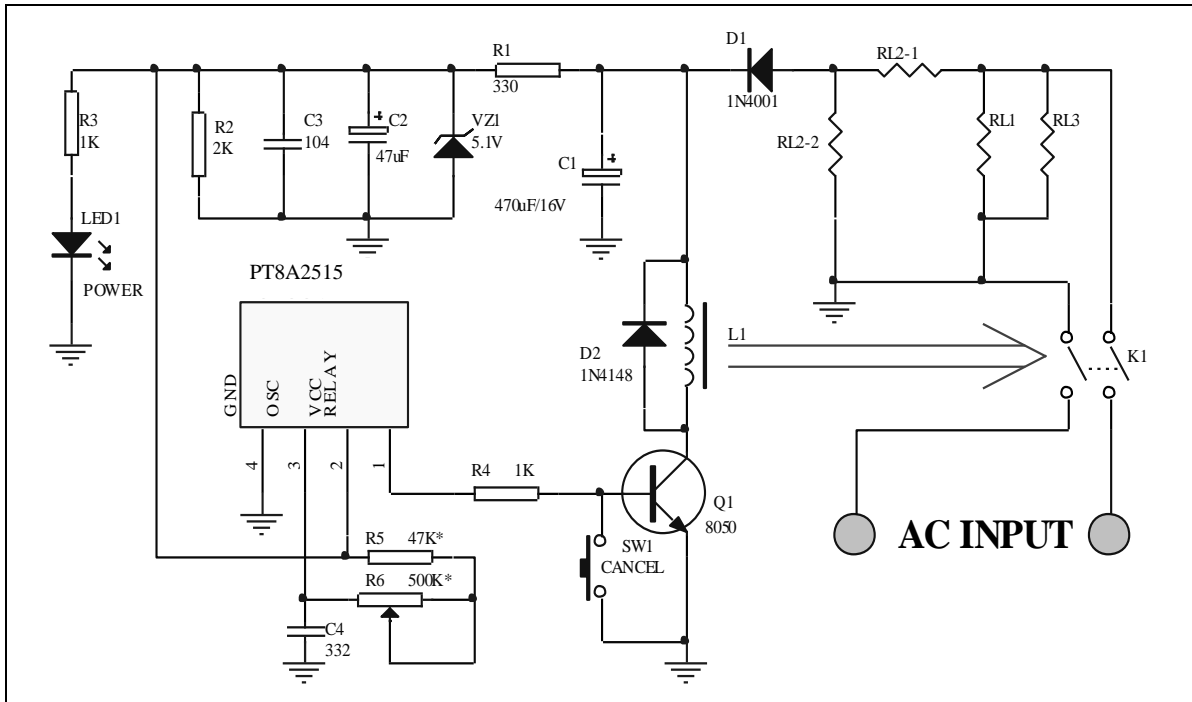 R1
330
D1
1N4001
RL2-1
R3
1K
R2
2K
C3
104
C2
47uF
VZ1
5.1V
C1
470uF/16V
RL2-2
RL1
RL3
LED1
POWER
PT8A2515
GND
OSC
VCC
RELAY
4
3
2
1
D2
1N4148
L1
K1
R4 1K
Q1
8050
SW1
CANCEL
R5 47K*
R6 500K*
C4
332
AC INPUT